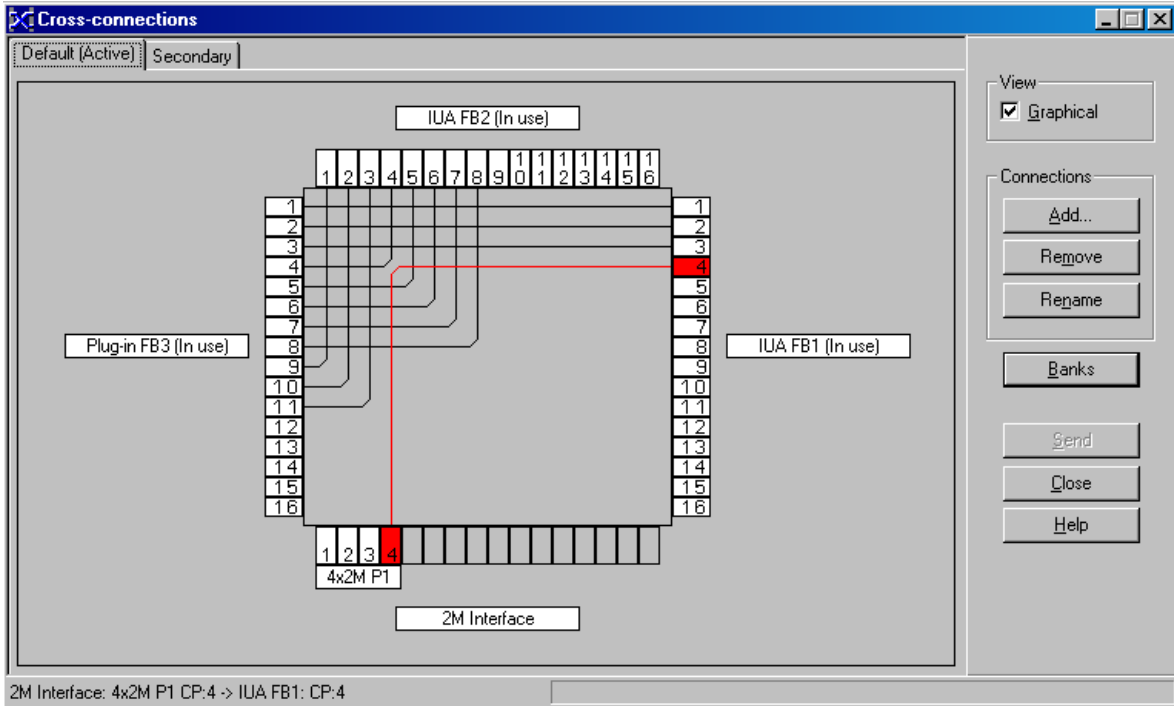 Cross-connections
Default (Active) Secondary
View
Graphical
IUA FB2 (In use)
1 2 3 4 5 6 7 8 9 10 11 12 13 14 15 16
Connections
Add...
Remove
Rename
1 2 3 4 5 6 7 8 9 10 11 12 13 14 15 16
Plug-in FB3 (In use)
1 2 3 4 5 6 7 8 9 10 11 12 13 14 15 16
IUA FB1 (In use)
Banks
Send
Close
Help
1 2 3 4
4x2M P1
2M Interface
2M Interface: 4x2M P1 CP:4 -> IUA FB1: CP:4